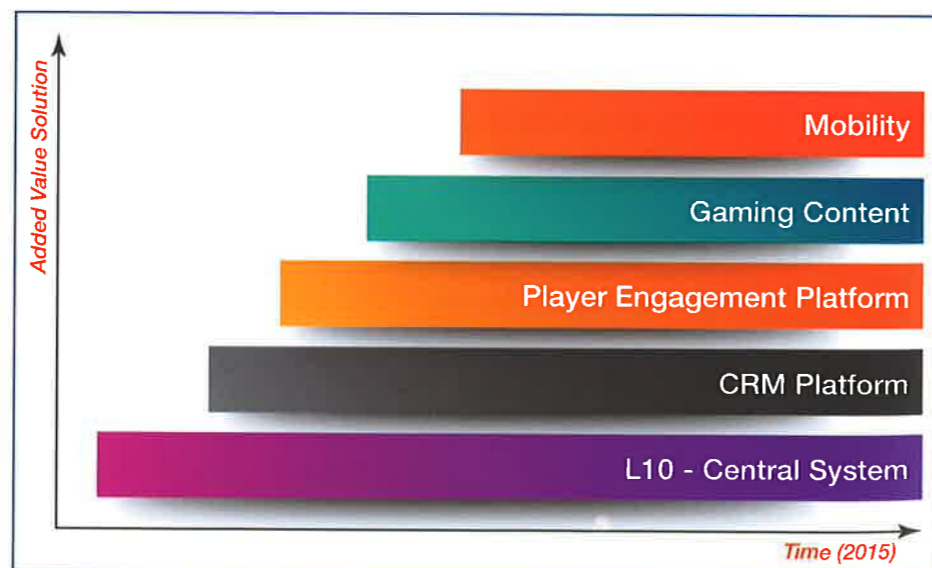 Added Value Solution
Mobility
Gaming Content
Player Engagement Platform
CRM Platform
L10 - Central System
Time (2015)